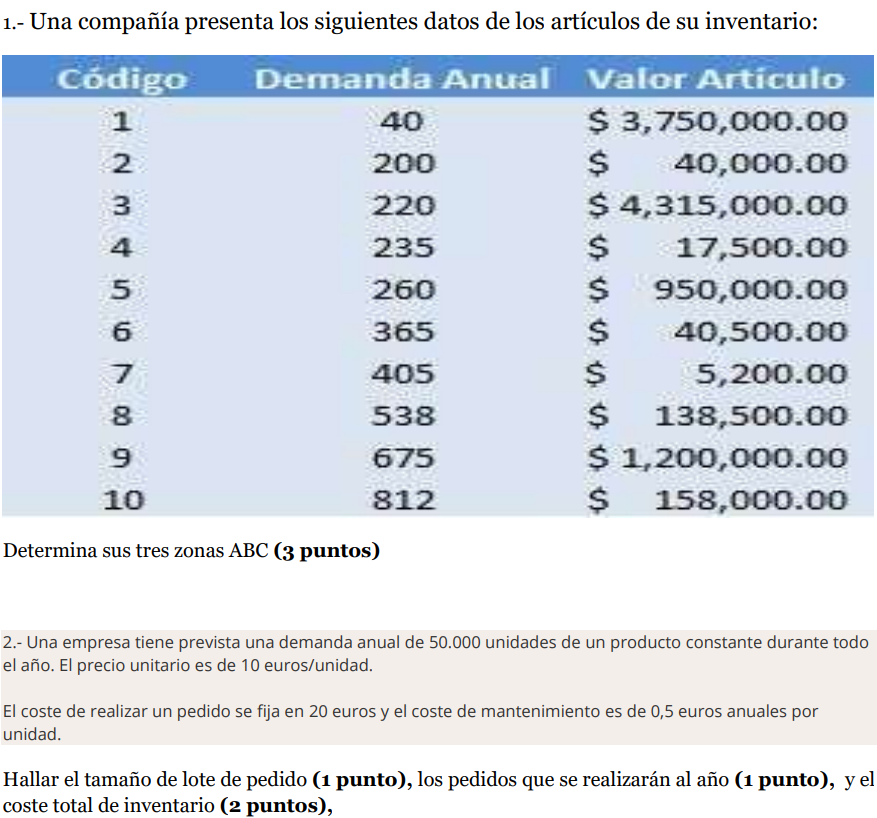 1.- Una compañía presenta los siguientes datos de los artículos de su inventario:
Código Demanda Anual Valor Artículo
1 40 $ 3,750,000.00
2 200 $ 40,000.00
3 220 $ 4,315,000.00
4 235 $ 17,500.00
5 260 $ 950,000.00
6 365 $ 40,500.00
7 405 $ 5,200.00
8 538 $ 138,500.00
9 675 $ 1,200,000.00
10 812 $ 158,000.00
Determina sus tres zonas ABC (3 puntos)
2.- Una empresa tiene prevista una demanda anual de 50.000 unidades de un producto constante durante todo
el año. El precio unitario es de 10 euros/unidad.
El coste de realizar un pedido se fija en 20 euros y el coste de mantenimiento es de 0,5 euros anuales por
unidad.
Hallar el tamaño de lote de pedido (1 punto), los pedidos que se realizarán al año (1 punto), y el
coste total de inventario (2 puntos),